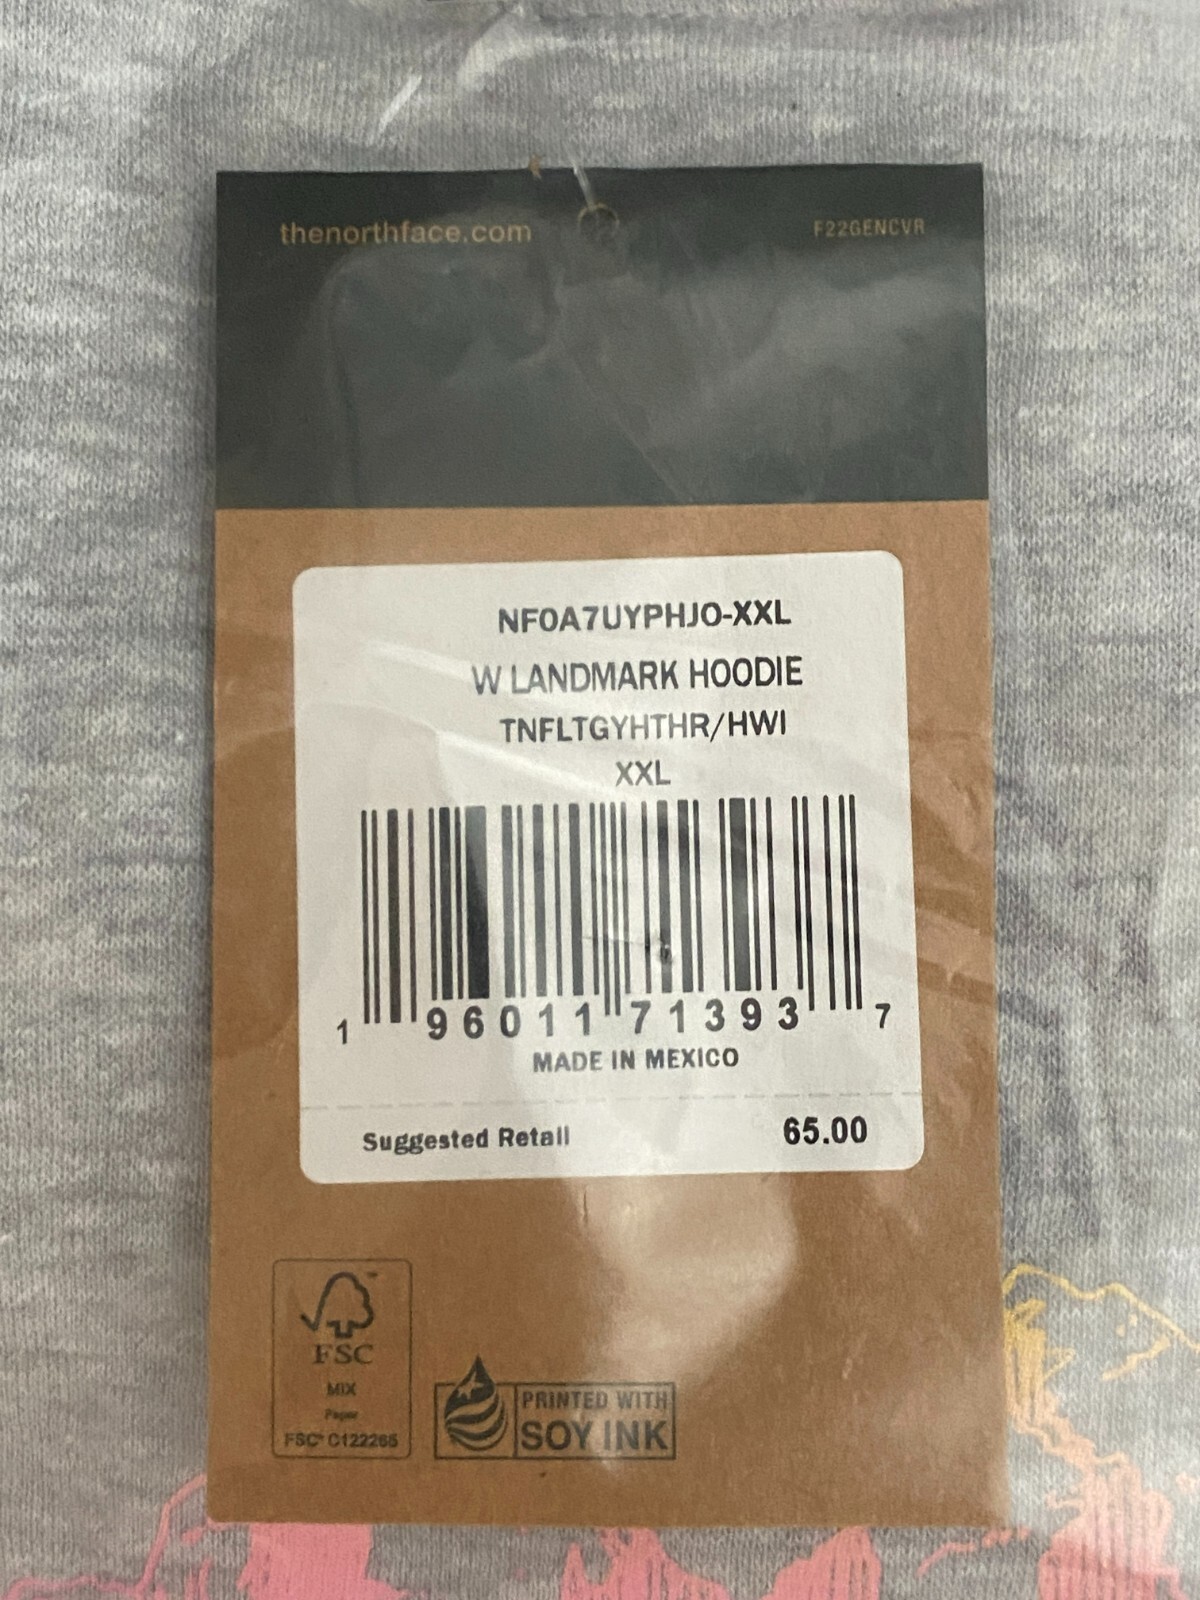 thenorthface.com F22GENCVR
NF0A7UYPHJO-XXL
W LANDMARK HOODIE
TNFLTGYHTHR/HWI
XXL
1 96011 71393 7
MADE IN MEXICO
Suggested Retail 65.00
™
FSC
MIX
Paper
FSC® C122265
PRINTED WITH
SOY INK